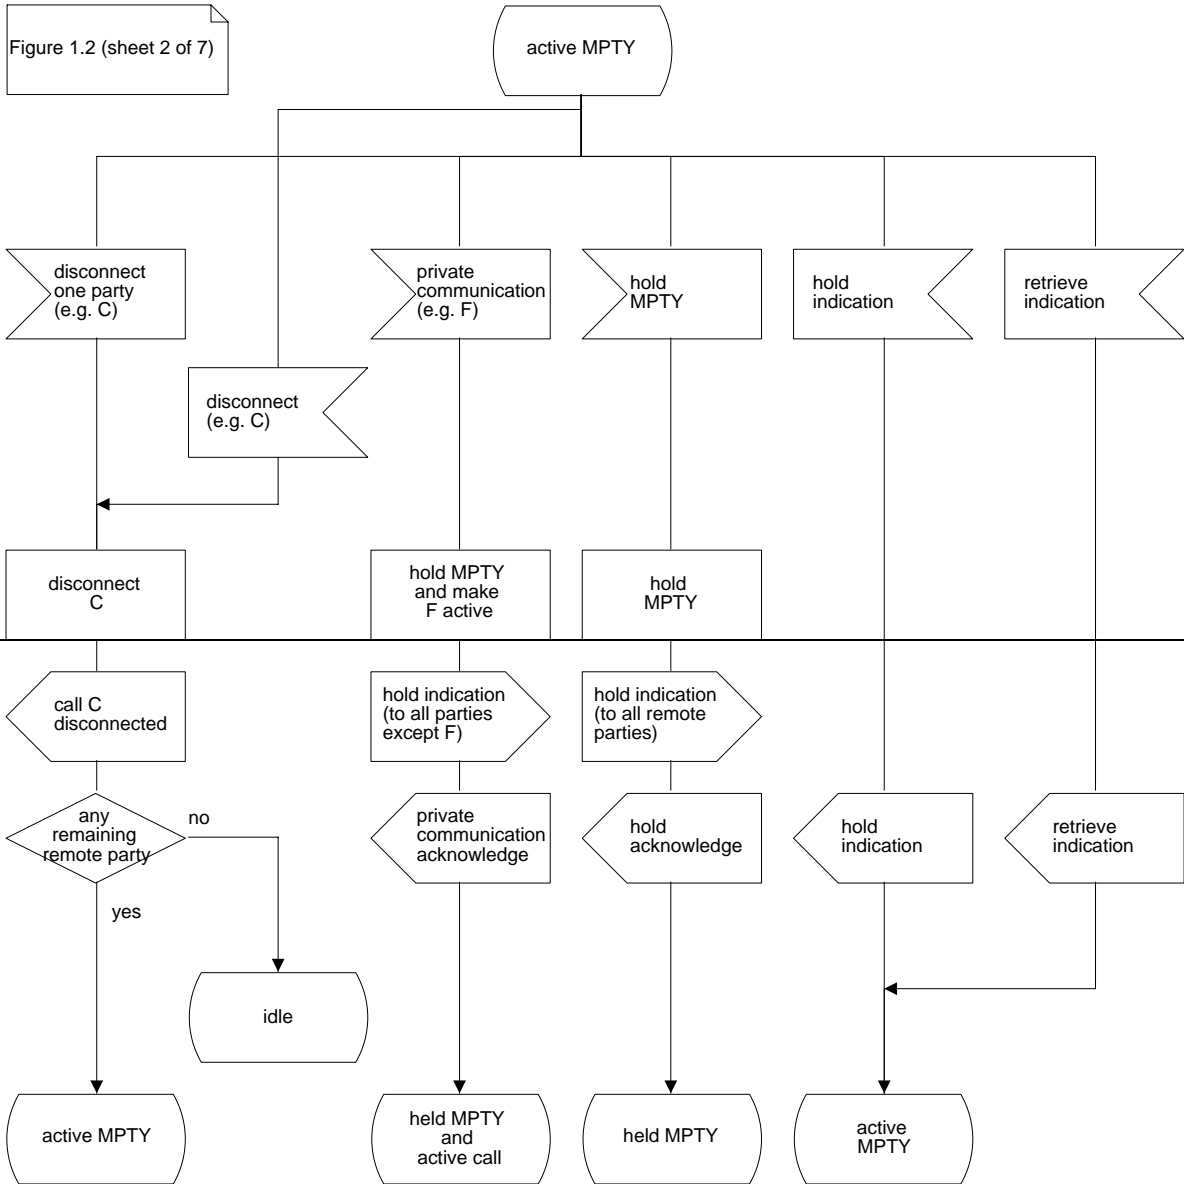 Figure 1.2 (sheet 2 of 7)
active MPTY
disconnect
one party
(e.g. C)
private
communication
(e.g. F)
hold
MPTY
hold
indication
retrieve
indication
disconnect
(e.g. C)
disconnect
C
hold MPTY
and make
F active
hold
MPTY
call C
disconnected
hold indication
(to all parties
except F)
hold indication
(to all remote
parties)
any
remaining
remote party
no
yes
private
communication
acknowledge
hold
acknowledge
hold
indication
retrieve
indication
idle
active MPTY
held MPTY
and
active call
held MPTY
active
MPTY